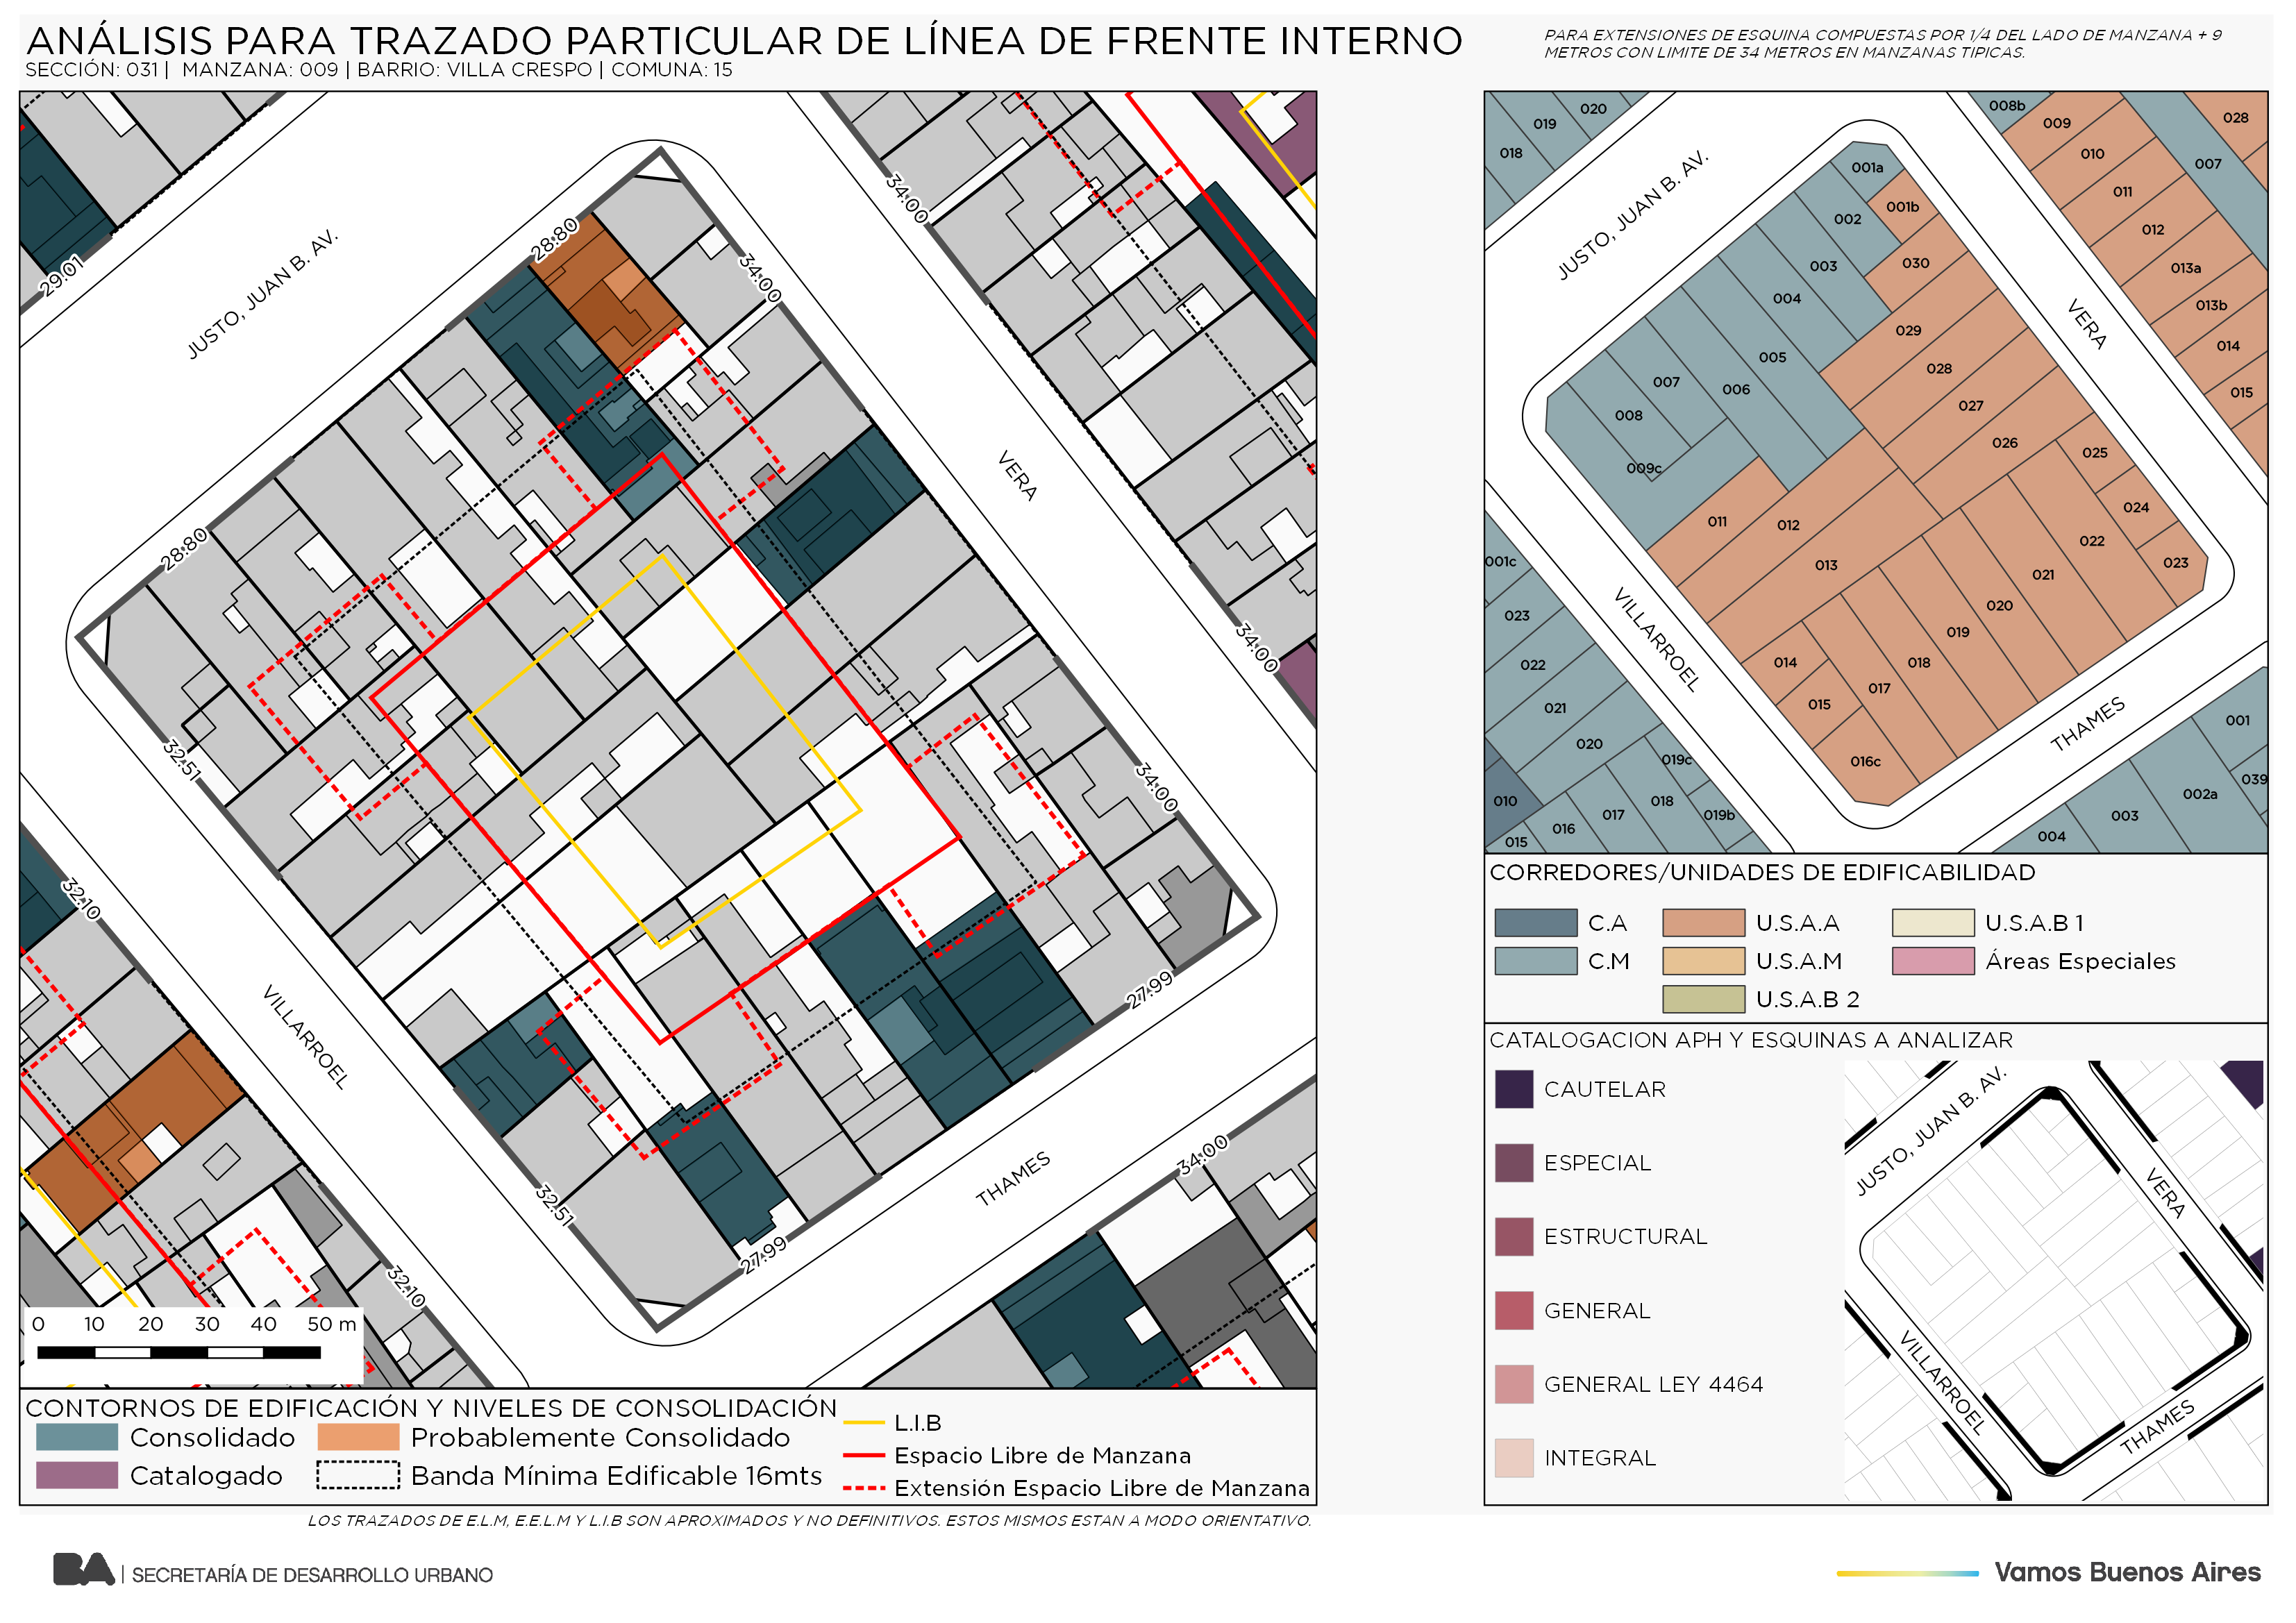 ANÁLISIS PARA TRAZADO PARTICULAR DE LÍNEA DE FRENTE INTERNO
SECCIÓN: 031 | MANZANA: 009 | BARRIO: VILLA CRESPO | COMUNA: 15
PARA EXTENSIONES DE ESQUINA COMPUESTAS POR 1/4 DEL LADO DE MANZANA + 9
METROS CON LIMITE DE 34 METROS EN MANZANAS TIPICAS.
JUSTO, JUAN B. AV.
VERA
VILLARROEL
THAMES
29.01
28.80
34.00
34.00
28.80
32.51
34.00
34.00
32.10
27.99
32.51
27.99
34.00
32.10
0 10 20 30 40 50 m
CONTORNOS DE EDIFICACIÓN Y NIVELES DE CONSOLIDACIÓN
Consolidado
Probablemente Consolidado
Catalogado
Banda Mínima Edificable 16mts
L.I.B
Espacio Libre de Manzana
Extensión Espacio Libre de Manzana
LOS TRAZADOS DE E.L.M, E.E.L.M Y L.I.B SON APROXIMADOS Y NO DEFINITIVOS. ESTOS MISMOS ESTAN A MODO ORIENTATIVO.
018
019
020
008b
009
028
010
007
011
012
013a
013b
014
015
JUSTO, JUAN B. AV.
VERA
VILLARROEL
THAMES
001a
001b
002
030
003
004
029
005
028
007
006
027
008
026
009c
025
011
012
024
013
022
023
021
020
019
014
018
017
015
016c
001c
023
022
021
020
019c
010
018
017
019b
016
015
001
039
002a
003
004
CORREDORES/UNIDADES DE EDIFICABILIDAD
C.A
U.S.A.A
U.S.A.B 1
C.M
U.S.A.M
Áreas Especiales
U.S.A.B 2
CATALOGACION APH Y ESQUINAS A ANALIZAR
CAUTELAR
ESPECIAL
ESTRUCTURAL
GENERAL
GENERAL LEY 4464
INTEGRAL
JUSTO, JUAN B. AV.
VERA
VILLARROEL
THAMES
BA | SECRETARÍA DE DESARROLLO URBANO
Vamos Buenos Aires